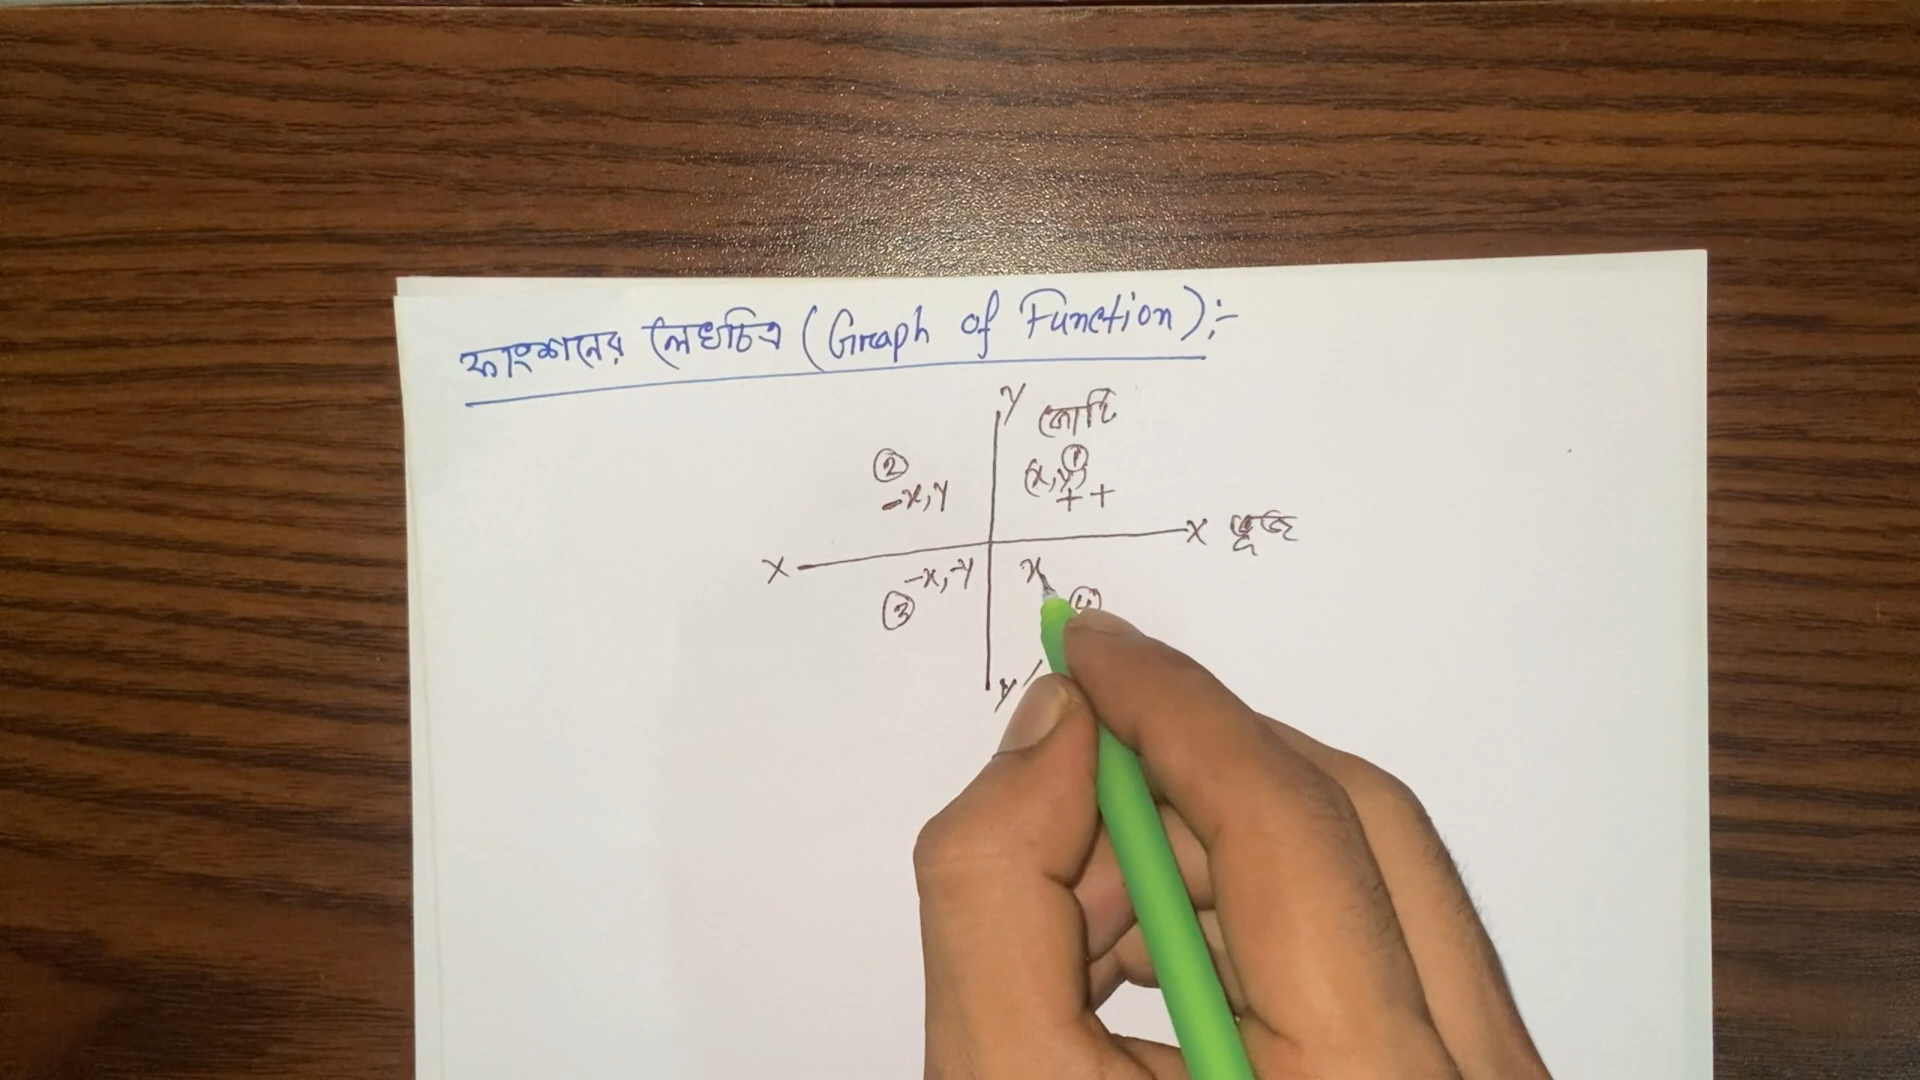 ফাংশনের লেখচিত্র (Graph of Function):-
y কোটি
② ① 
-x, y (x, y)
+ +
x x ভূজ
-x, -y x
③ ④
y